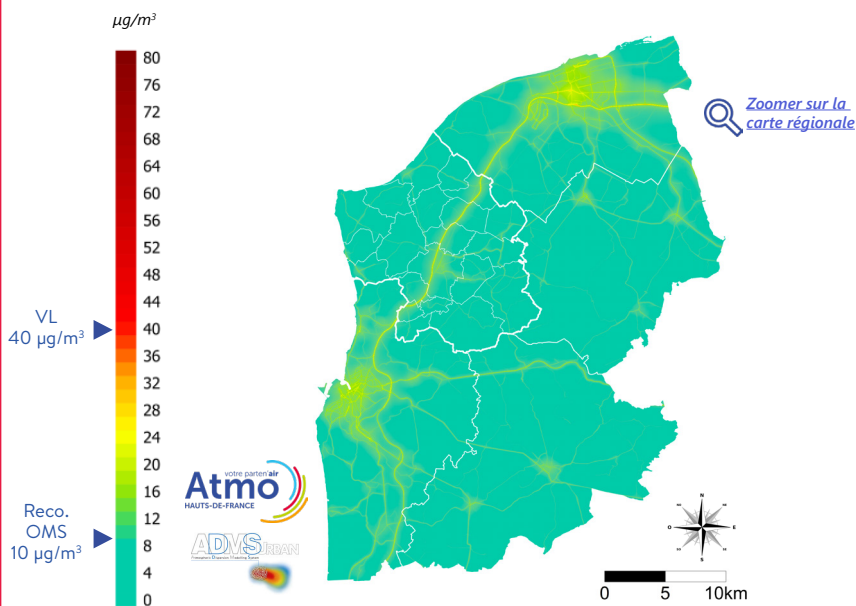 µg/m³
80
76
72
68
64
60
56
52
48
44
40
36
32
28
24
20
16
12
8
4
0
VL
40 µg/m³
Reco.
OMS
10 µg/m³
Zoomer sur la
carte régionale
votre parten'air
Atmo
HAUTS-DE-FRANCE
ADMS
URBAN
N
O
E
S
0 5 10km